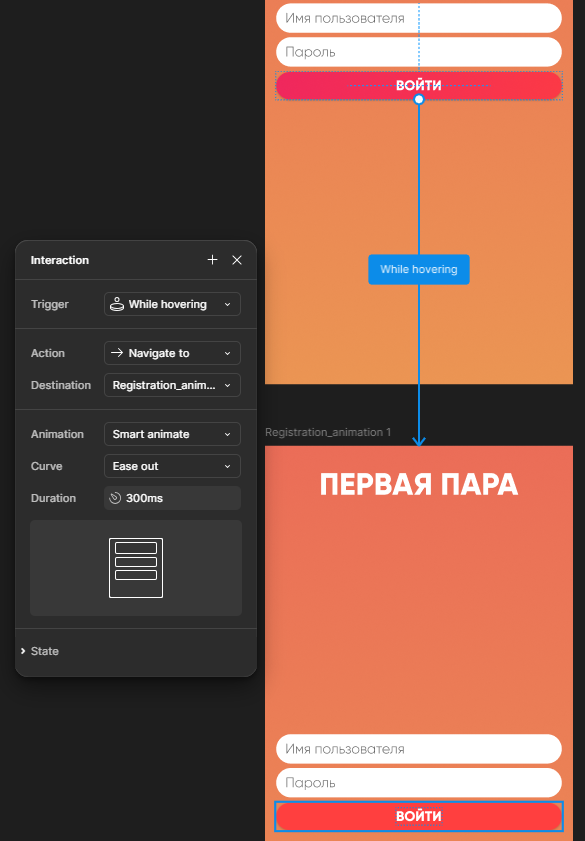 Имя пользователя
Пароль
ВОЙТИ
While hovering
Interaction
Trigger While hovering
Action Navigate to
Destination Registration_anim...
Animation Smart animate
Curve Ease out
Duration 300ms
State
Registration_animation 1
ПЕРВАЯ ПАРА
Имя пользователя
Пароль
ВОЙТИ